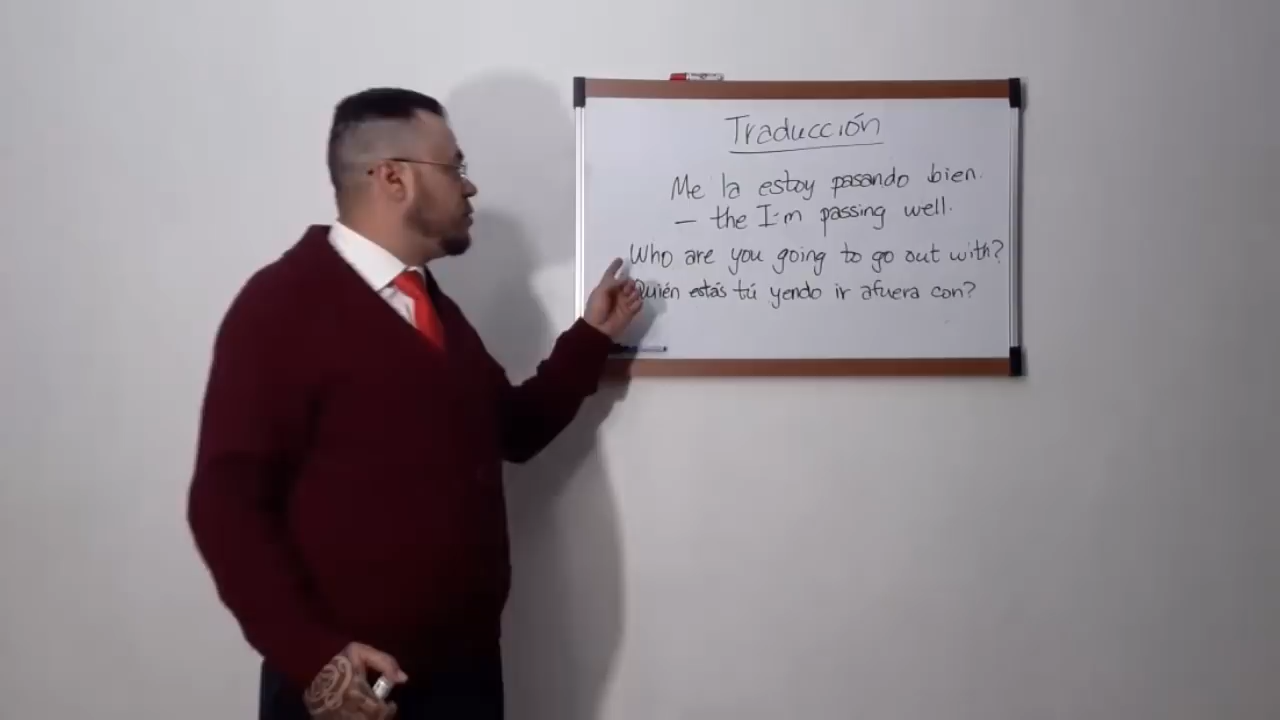 Traducción
Me la estoy pasando bien.
— the I'm passing well.
Who are you going to go out with?
Quién estás tú yendo ir afuera con?